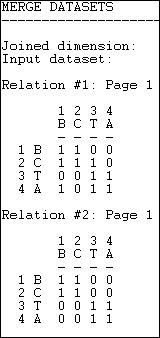 MERGE DATASETS
--------------------
Joined dimension:
Input dataset:
Relation #1: Page 1
1 2 3 4
B C T A
- - - -
1 B 1 1 0 0
2 C 1 1 1 0
3 T 0 0 1 1
4 A 1 0 1 1
Relation #2: Page 1
1 2 3 4
B C T A
- - - -
1 B 1 1 0 0
2 C 1 1 0 0
3 T 0 0 1 1
4 A 0 0 1 1